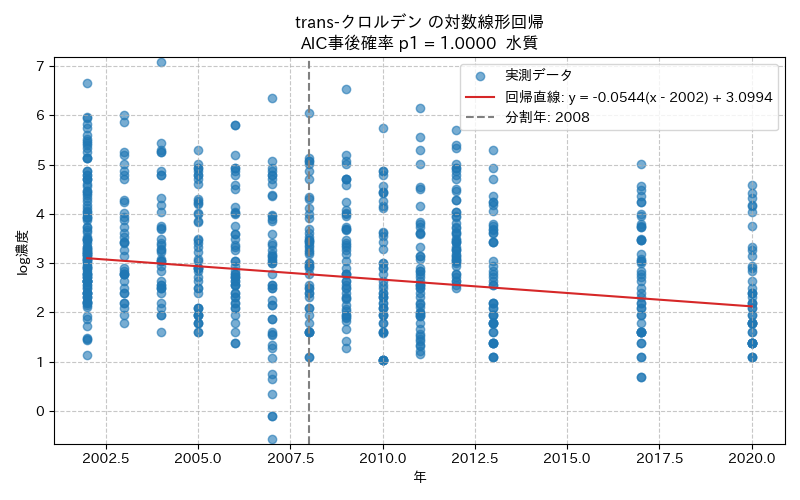 trans-クロルデン の対数線形回帰
AIC事後確率 p1 = 1.0000  水質
実測データ
回帰直線: y = -0.0544(x - 2002) + 3.0994
分割年: 2008
log濃度
7
6
5
4
3
2
1
0
2002.5
2005.0
2007.5
2010.0
2012.5
2015.0
2017.5
2020.0
年